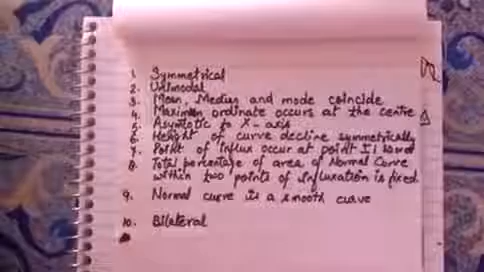 1. Symmetrical
2. Unimodal
3. Mean, Median and mode coincide
4. Maximum ordinate occurs at the centre
5. Asymtotic to X-axis
6. Height of curve decline symmetrically
7. Point of influx occur at point ±1
8. Total percentage of area of Normal Curve
within two points of influxation is fixed
9. Normal curve is a smooth curve
10. Bilateral